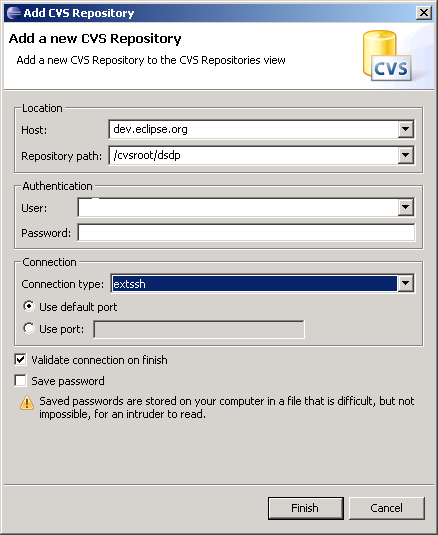 Add CVS Repository
Add a new CVS Repository
Add a new CVS Repository to the CVS Repositories view
CVS
Location
Host: dev.eclipse.org
Repository path: /cvsroot/dsdp
Authentication
User:
Password:
Connection
Connection type: extssh
Use default port
Use port:
Validate connection on finish
Save password
Saved passwords are stored on your computer in a file that is difficult, but not
impossible, for an intruder to read.
Finish Cancel